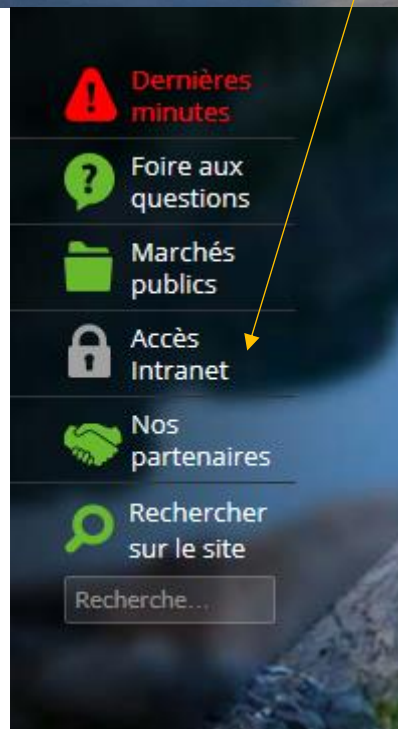 Dernières
minutes
Foire aux
questions
Marchés
publics
Accès
Intranet
Nos
partenaires
Rechercher
sur le site
Recherche...